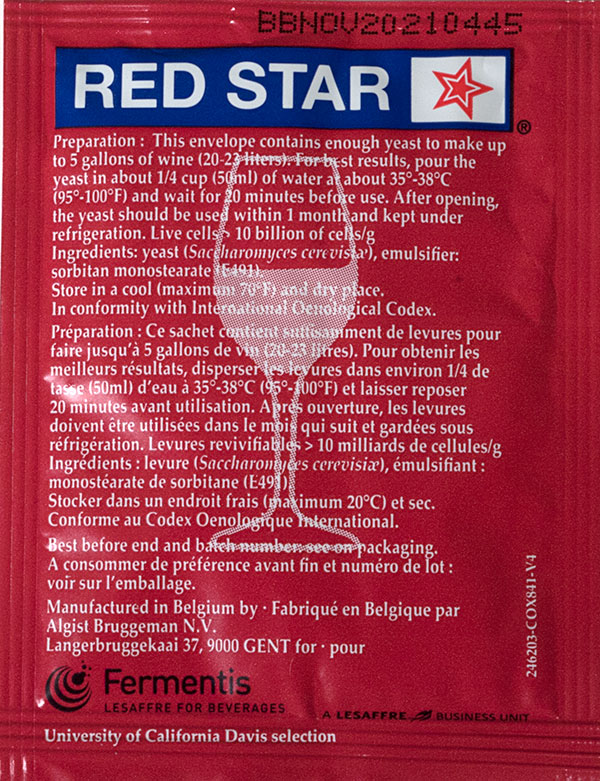 BBNOV20210445
RED STAR
®
Preparation : This envelope contains enough yeast to make up
to 5 gallons of wine (20-23 liters). For best results, pour the
yeast in about 1/4 cup (50ml) of water at about 35°-38°C
(95°-100°F) and wait for 20 minutes before use. After opening,
the yeast should be used within 1 month and kept under
refrigeration. Live cells > 10 billion of cells/g
Ingredients: yeast (Saccharomyces cerevisiæ), emulsifier:
sorbitan monostearate (E491).
Store in a cool (maximum 70°F) and dry place.
In conformity with International Oenological Codex.
Préparation : Ce sachet contient suffisamment de levures pour
faire jusqu'à 5 gallons de vin (20-23 litres). Pour obtenir les
meilleurs résultats, disperser les levures dans environ 1/4 de
tasse (50ml) d'eau à 35°-38°C (95°-100°F) et laisser reposer
20 minutes avant utilisation. Après ouverture, les levures
doivent être utilisées dans le mois qui suit et gardées sous
réfrigération. Levures revivifiables > 10 milliards de cellules/g
Ingrédients : levure (Saccharomyces cerevisiæ), émulsifiant :
monostéarate de sorbitane (E491).
Stocker dans un endroit frais (maximum 20°C) et sec.
Conforme au Codex Oenologique International.
Best before end and batch number: see on packaging.
A consommer de préférence avant fin et numéro de lot :
voir sur l'emballage.
Manufactured in Belgium by · Fabriqué en Belgique par
Algist Bruggeman N.V.
Langerbruggekaai 37, 9000 GENT for · pour
246203-COX841-V4
Fermentis
LESAFFRE FOR BEVERAGES
A LESAFFRE BUSINESS UNIT
University of California Davis selection